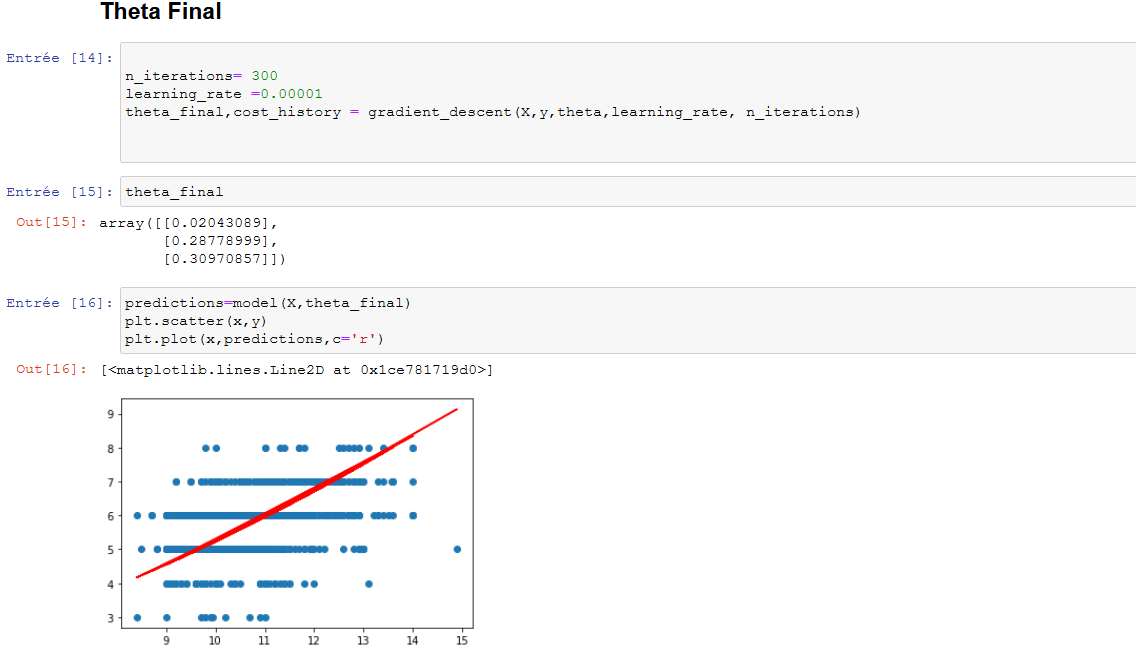 Theta Final
Entrée [14]:
n_iterations= 300
learning_rate =0.00001
theta_final,cost_history = gradient_descent(X,y,theta,learning_rate, n_iterations)
Entrée [15]: theta_final
Out[15]: array([[0.02043089],
[0.28778999],
[0.30970857]])
Entrée [16]: predictions=model(X,theta_final)
plt.scatter(x,y)
plt.plot(x,predictions,c='r')
Out[16]: [<matplotlib.lines.Line2D at 0x1ce781719d0>]
9
8
7
6
5
4
3
9 10 11 12 13 14 15